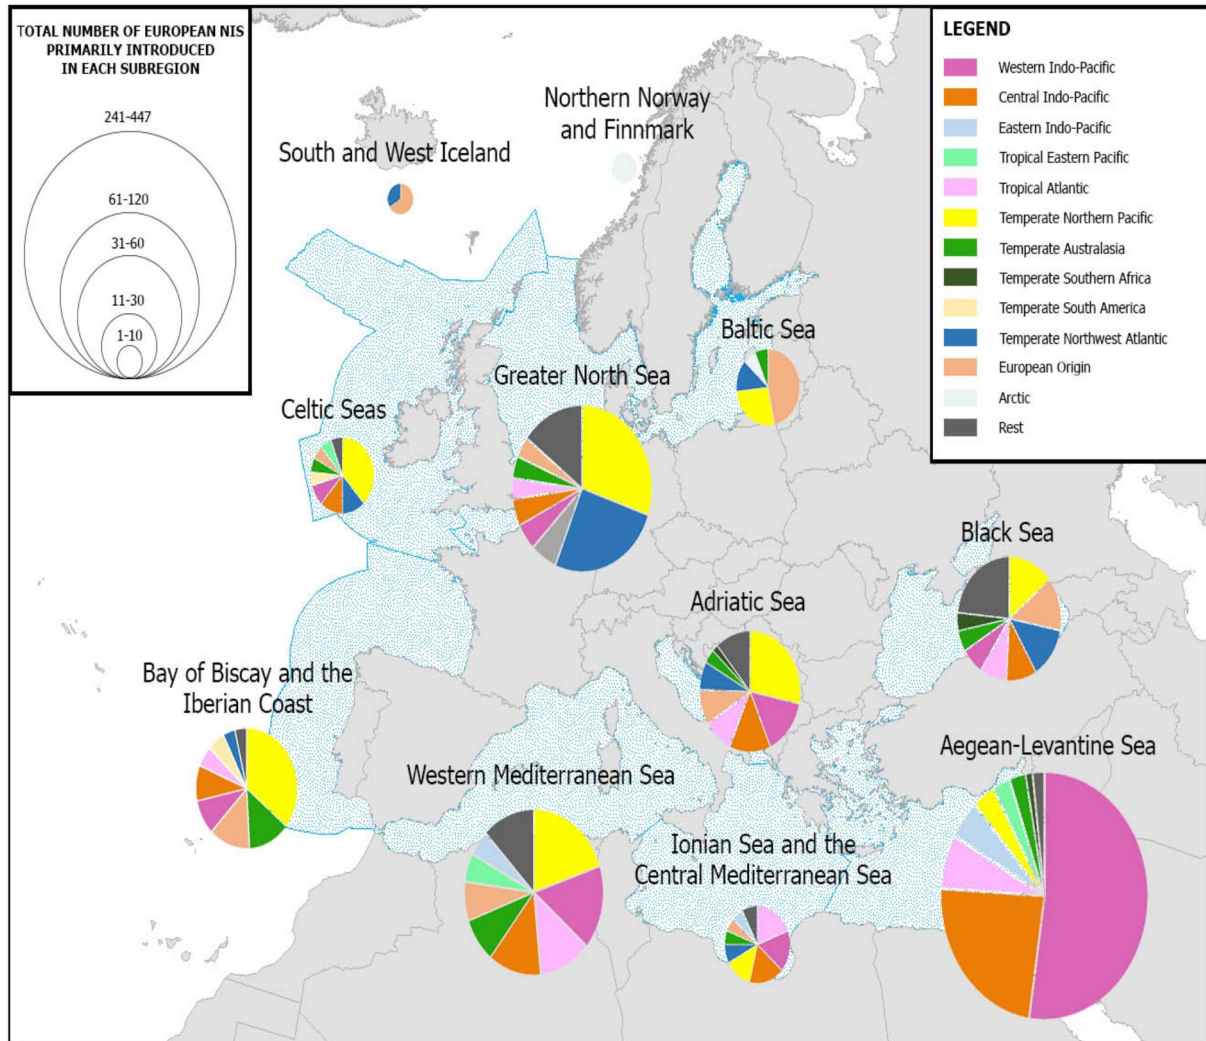 TOTAL NUMBER OF EUROPEAN NIS
PRIMARILY INTRODUCED
IN EACH SUBREGION
241-447
61-120
31-60
11-30
1-10
LEGEND
Western Indo-Pacific
Central Indo-Pacific
Eastern Indo-Pacific
Tropical Eastern Pacific
Tropical Atlantic
Temperate Northern Pacific
Temperate Australasia
Temperate Southern Africa
Temperate South America
Temperate Northwest Atlantic
European Origin
Arctic
Rest
Northern Norway
and Finnmark
South and West Iceland
Baltic Sea
Greater North Sea
Celtic Seas
Black Sea
Adriatic Sea
Bay of Biscay and the
Iberian Coast
Aegean-Levantine Sea
Western Mediterranean Sea
Ionian Sea and the
Central Mediterranean Sea